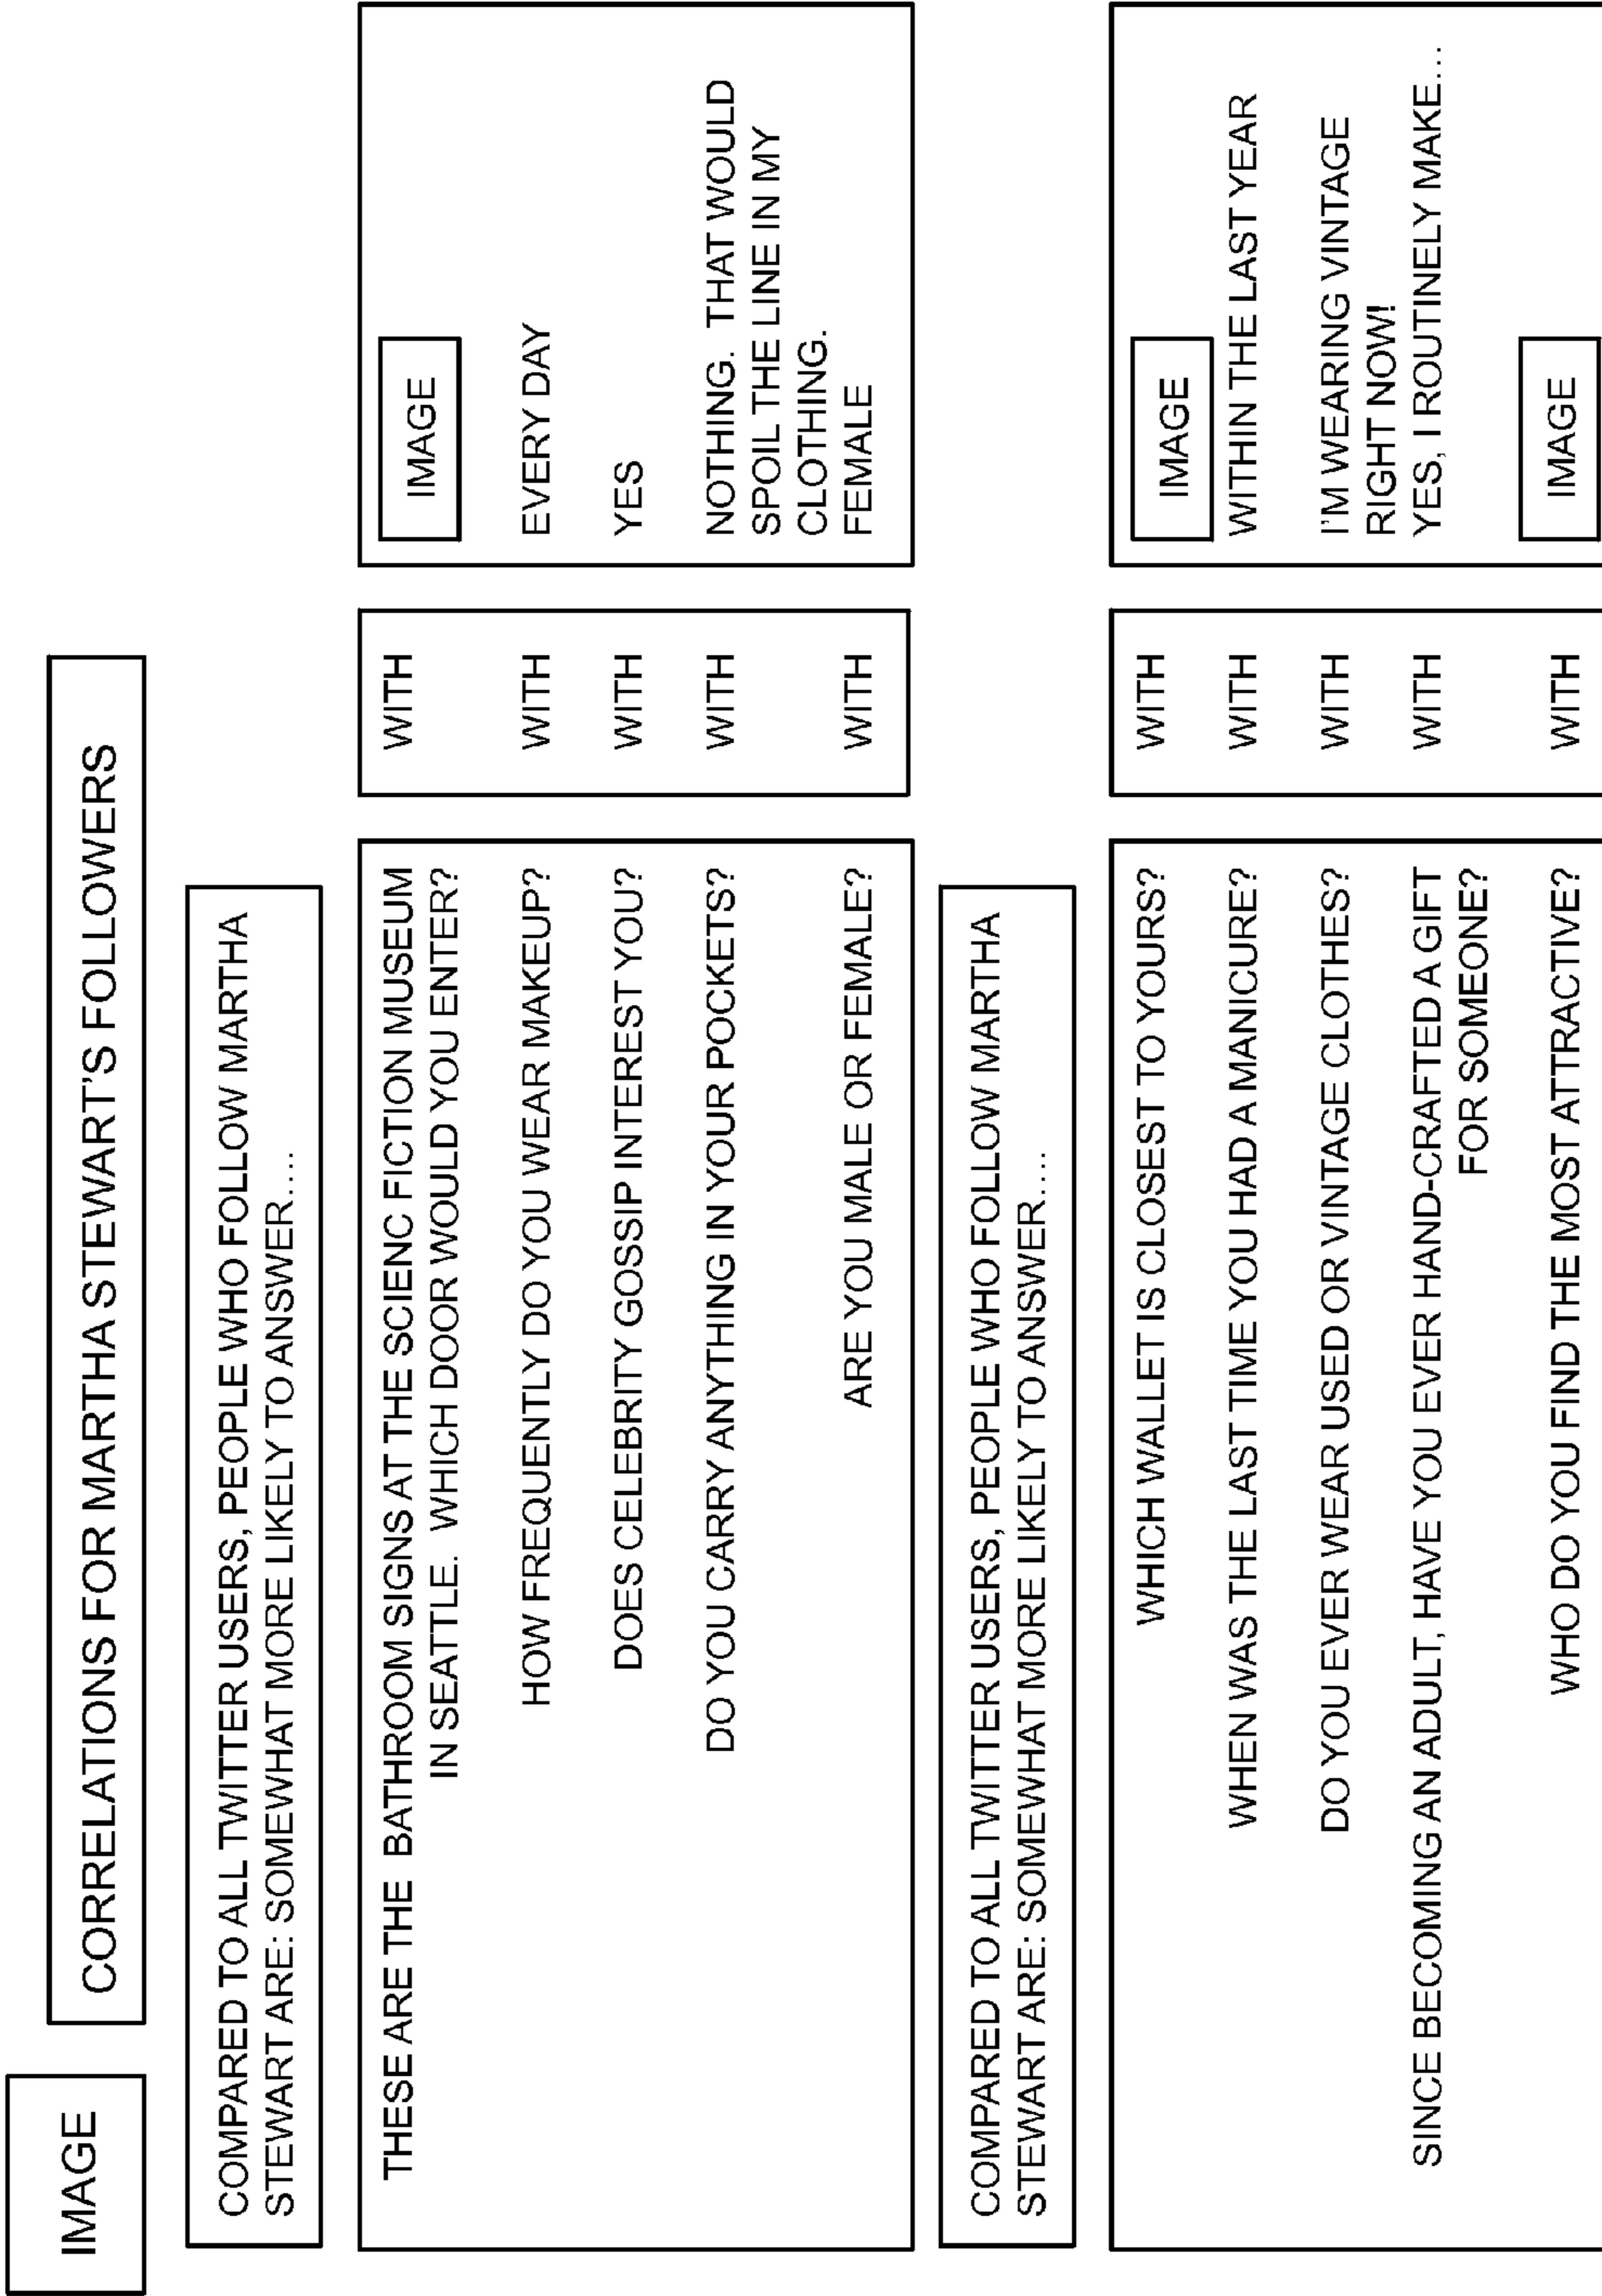 IMAGE
CORRELATIONS FOR MARTHA STEWART'S FOLLOWERS
COMPARED TO ALL TWITTER USERS, PEOPLE WHO FOLLOW MARTHA
STEWART ARE: SOMEWHAT MORE LIKELY TO ANSWER....
THESE ARE THE BATHROOM SIGNS AT THE SCIENC FICTION MUSEUM
IN SEATTLE. WHICH DOOR WOULD YOU ENTER?
WITH
IMAGE
HOW FREQUENTLY DO YOU WEAR MAKEUP?
WITH
EVERY DAY
DOES CELEBRITY GOSSIP INTEREST YOU?
WITH
YES
DO YOU CARRY ANYTHING IN YOUR POCKETS?
WITH
NOTHING. THAT WOULD
SPOIL THE LINE IN MY
CLOTHING.
ARE YOU MALE OR FEMALE?
WITH
FEMALE
COMPARED TO ALL TWITTER USERS, PEOPLE WHO FOLLOW MARTHA
STEWART ARE: SOMEWHAT MORE LIKELY TO ANSWER....
WHICH WALLET IS CLOSEST TO YOURS?
WITH
IMAGE
WHEN WAS THE LAST TIME YOU HAD A MANICURE?
WITH
WITHIN THE LAST YEAR
DO YOU EVER WEAR USED OR VINTAGE CLOTHES?
WITH
I'M WEARING VINTAGE
RIGHT NOW!
SINCE BECOMING AN ADULT, HAVE YOU EVER HAND-CRAFTED A GIFT
FOR SOMEONE?
WITH
YES, I ROUTINELY MAKE...
WHO DO YOU FIND THE MOST ATTRACTIVE?
WITH
IMAGE